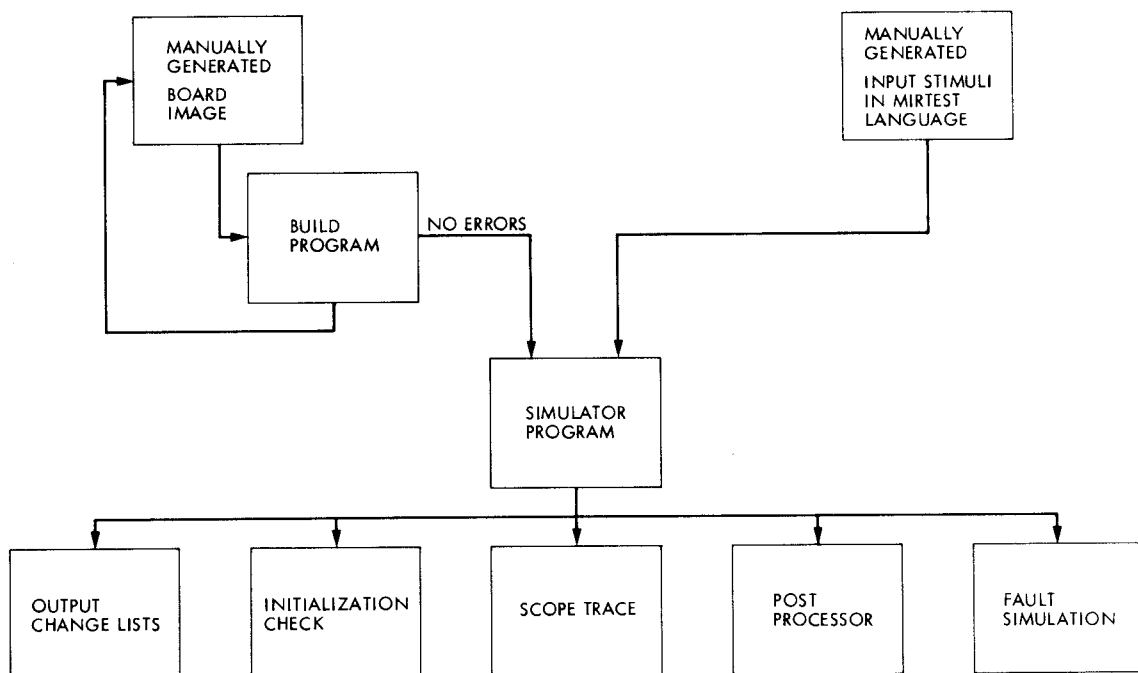 MANUALLY
GENERATED
BOARD
IMAGE
MANUALLY
GENERATED
INPUT STIMULI
IN MIRTEST
LANGUAGE
BUILD
PROGRAM
NO ERRORS
SIMULATOR
PROGRAM
OUTPUT
CHANGE LISTS
INITIALIZATION
CHECK
SCOPE TRACE
POST
PROCESSOR
FAULT
SIMULATION